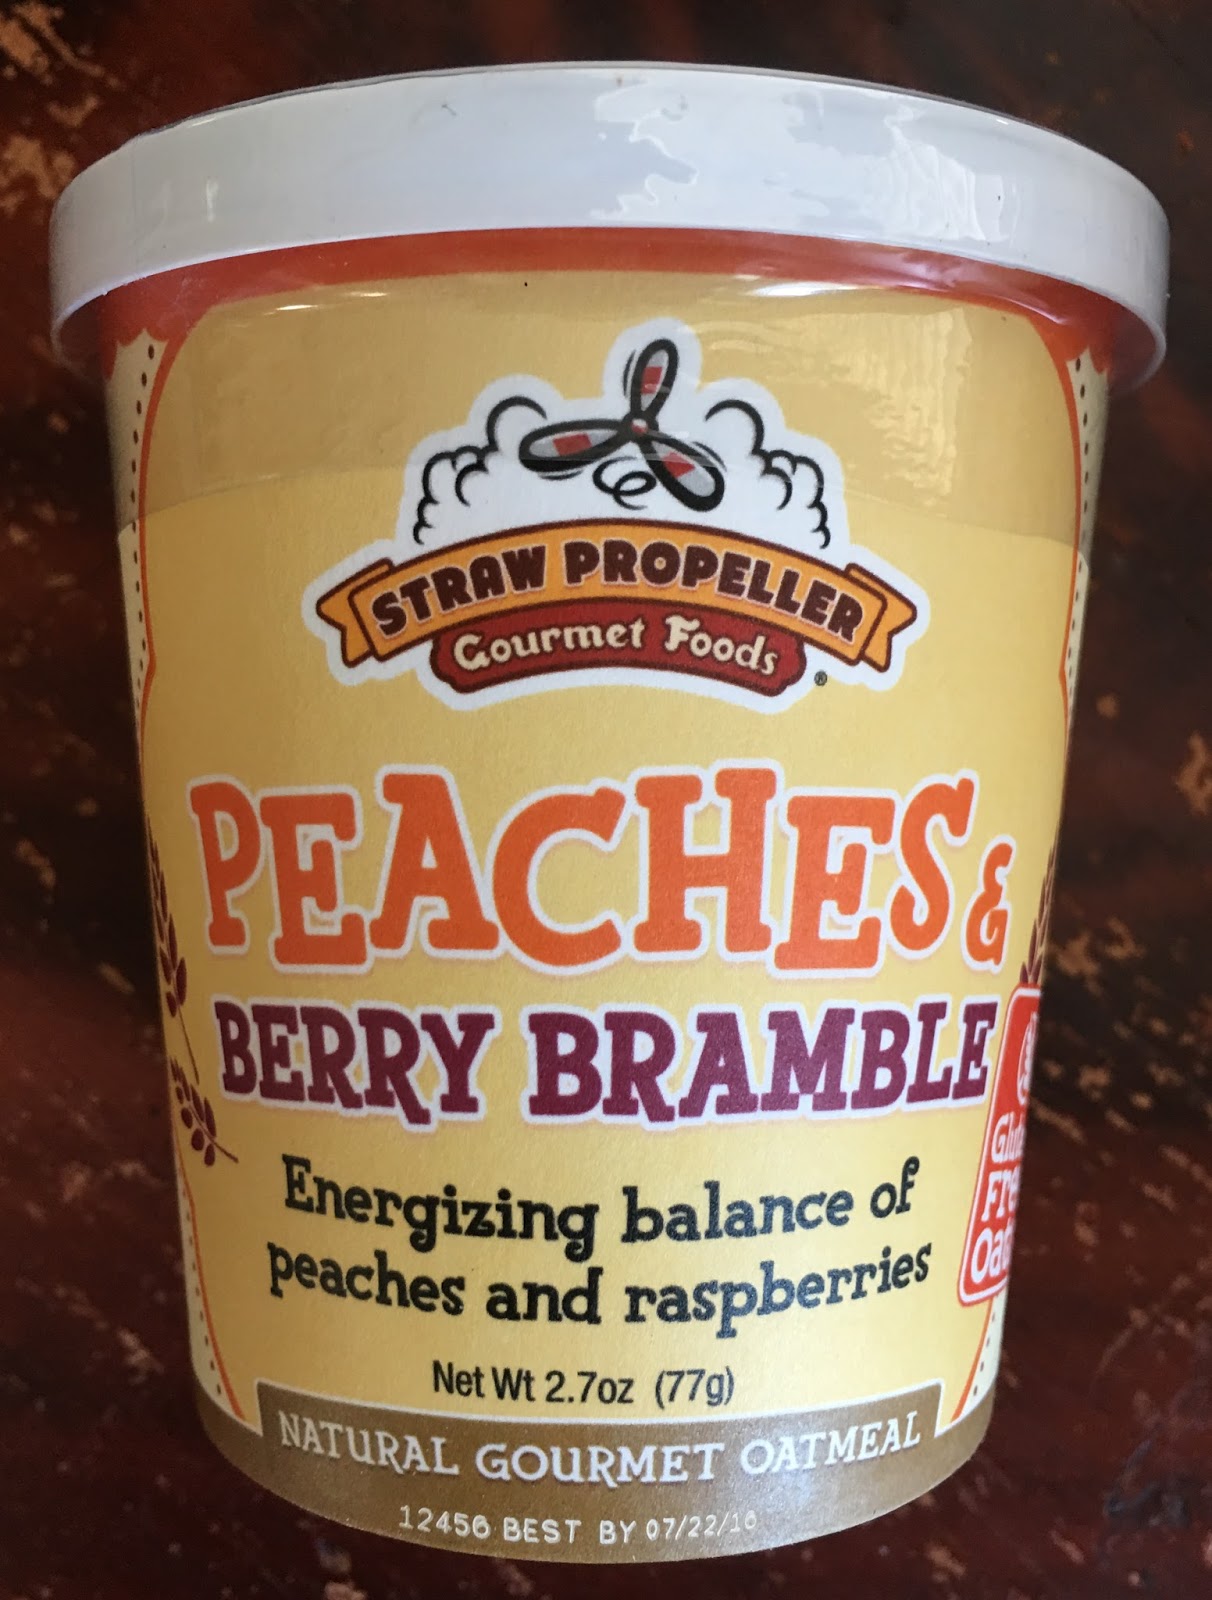 STRAW PROPELLER
Gourmet Foods
®
PEACHES &
BERRY BRAMBLE
Energizing balance of
peaches and raspberries
Net Wt 2.7oz (77g)
NATURAL GOURMET OATMEAL
12456 BEST BY 07/22/16